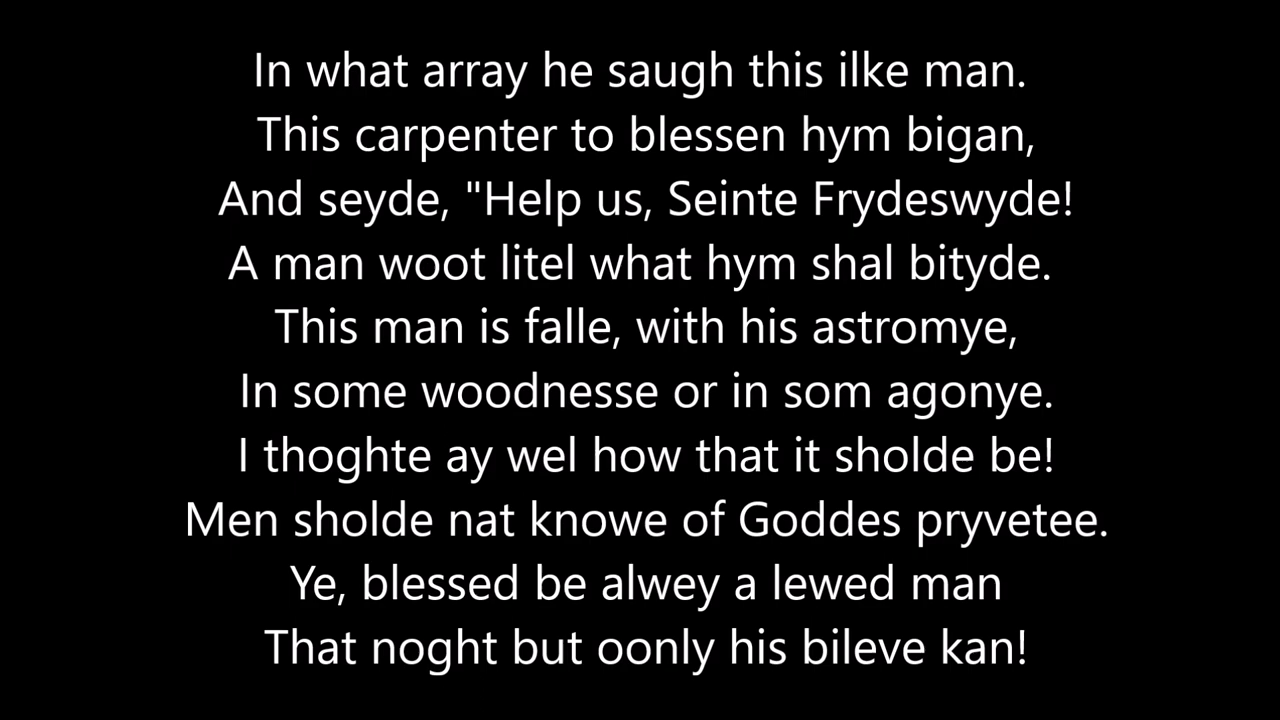 In what array he saugh this ilke man.
This carpenter to blessen hym bigan,
And seyde, "Help us, Seinte Frydeswyde!
A man woot litel what hym shal bityde.
This man is falle, with his astromye,
In some woodnesse or in som agonye.
I thoghte ay wel how that it sholde be!
Men sholde nat knowe of Goddes pryvetee.
Ye, blessed be alwey a lewed man
That noght but oonly his bileve kan!